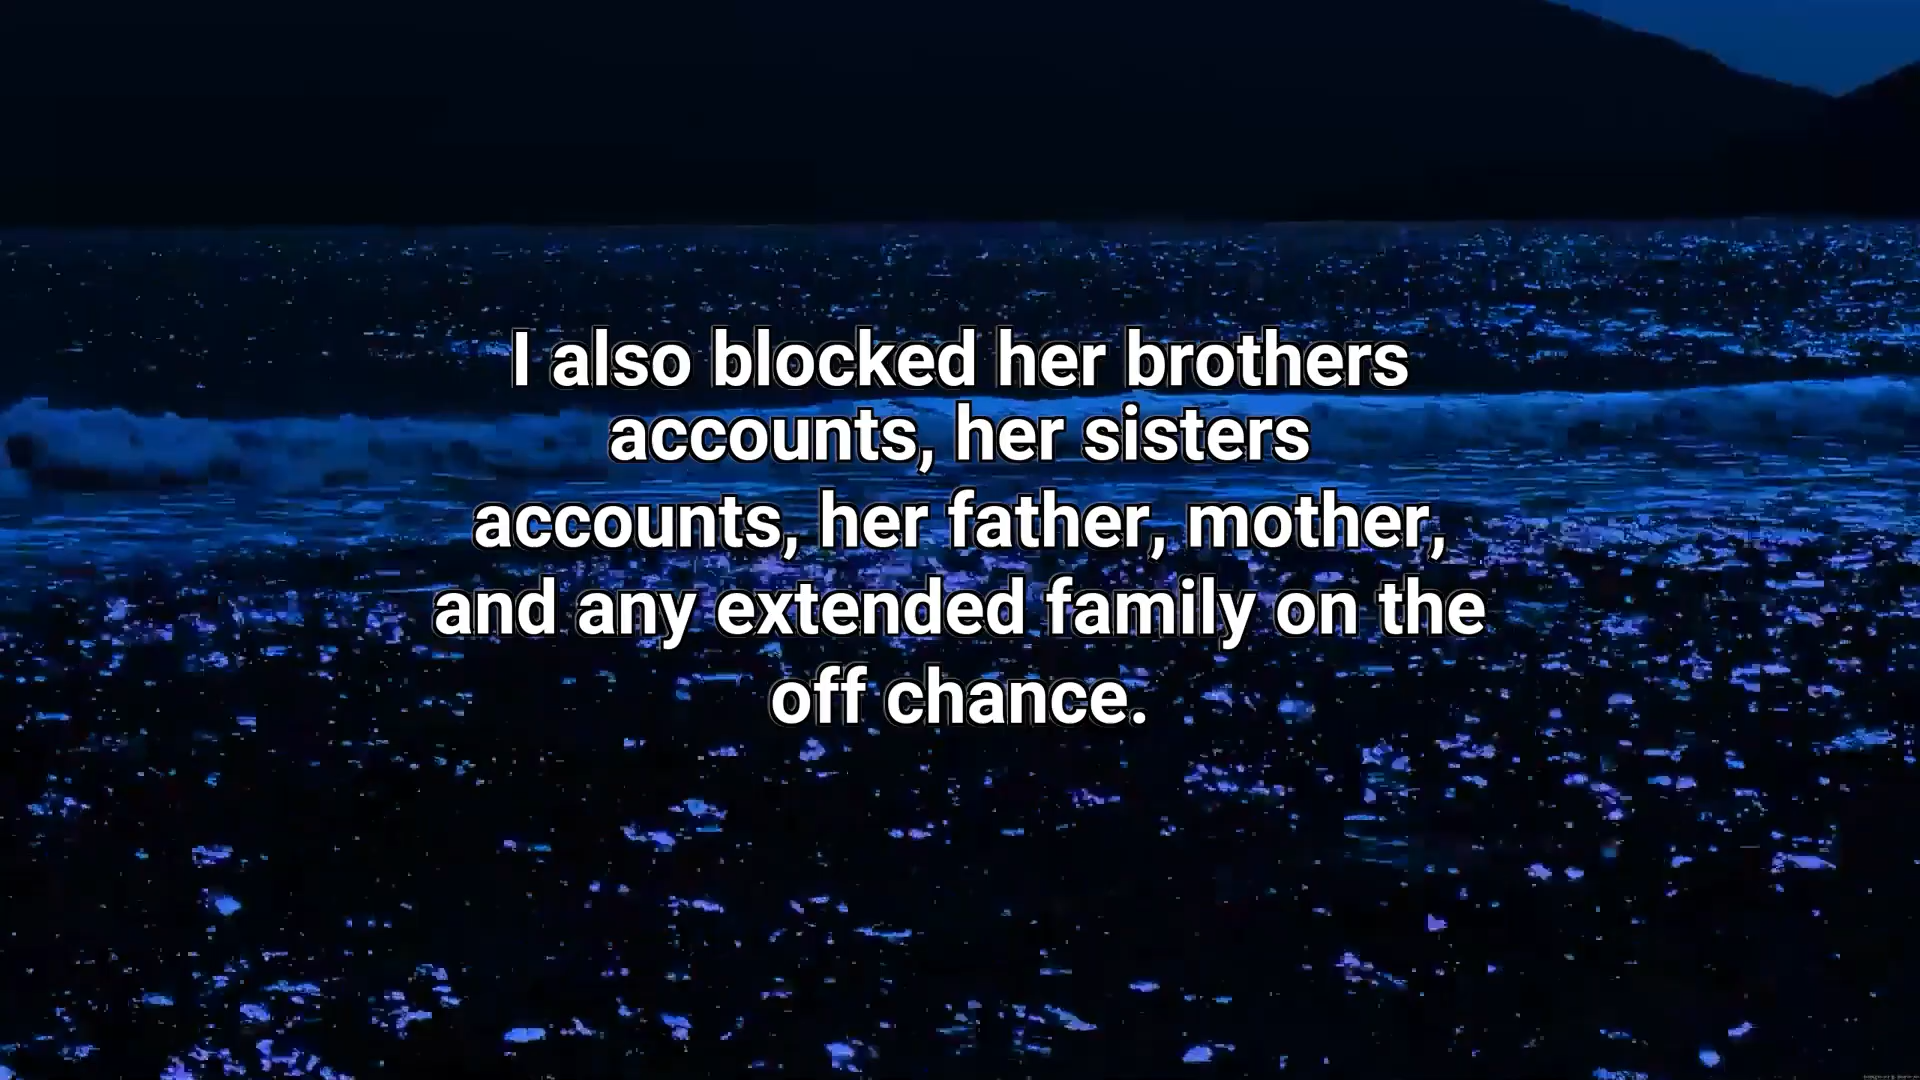 I also blocked her brothers
accounts, her sisters
accounts, her father, mother,
and any extended family on the
off chance.